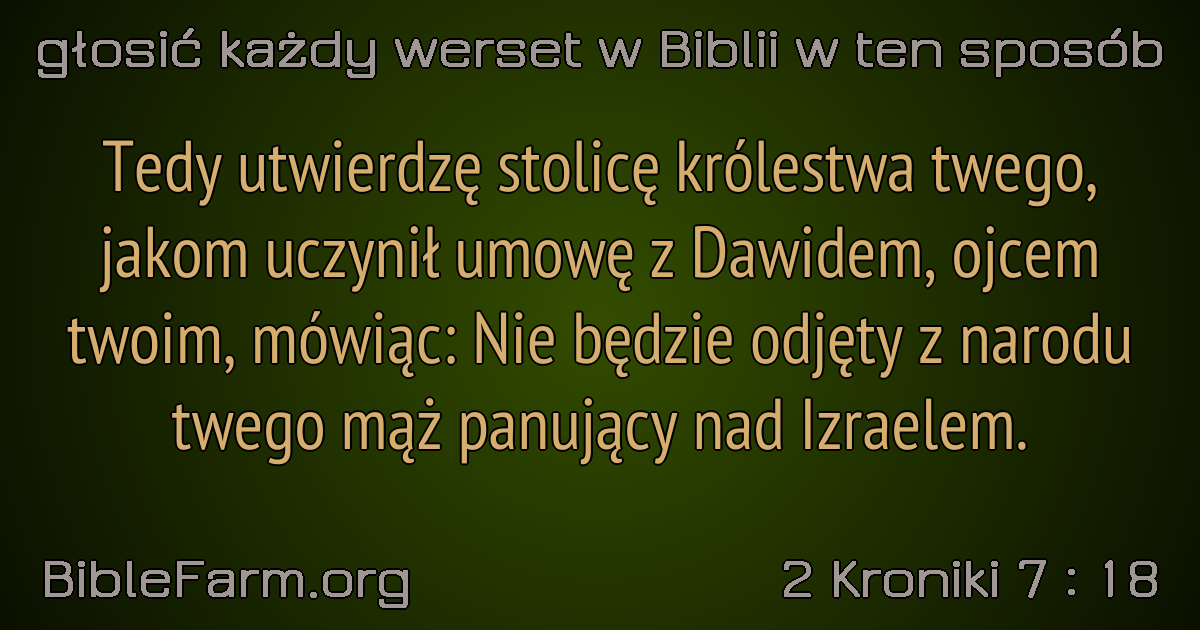 głosić każdy werset w Biblii w ten sposób
Tedy utwierdzę stolicę królestwa twego,
jakom uczynił umowę z Dawidem, ojcem
twoim, mówiąc: Nie będzie odjęty z narodu
twego mąż panujący nad Izraelem.
BibleFarm.org
2 Kroniki 7 : 18